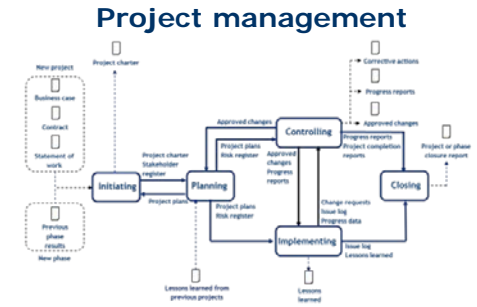 Project management
New project
Business case
Contract
Statement of
work
Previous
phase
results
New phase
Project charter
Initiating
Project charter
Stakeholder
register
Project plans
Planning
Lessons learned from
previous projects
Approved changes
Project plans
Risk register
Project plans
Risk register
Controlling
Approved
changes
Progress
reports
Change requests
Issue log
Progress data
Implementing
Lessons
learned
Issue log
Lessons learned
Corrective actions
Progress reports
Approved changes
Progress reports
Project completion
reports
Closing
Project or phase
closure report